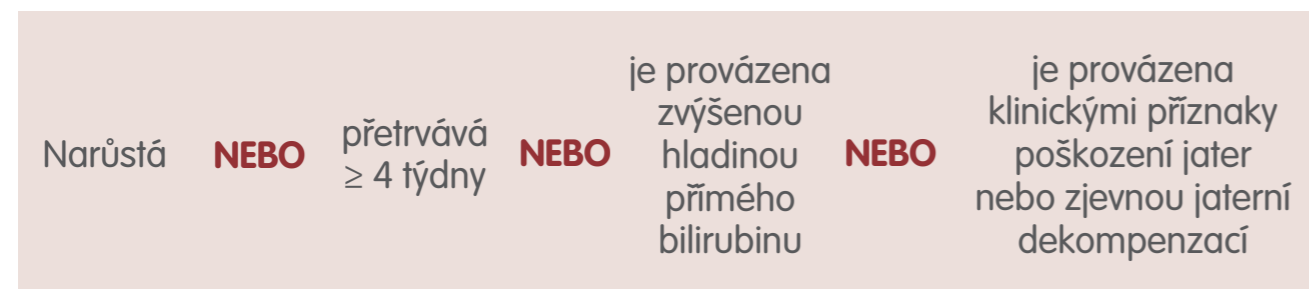 Narůstá
NEBO
přetrvává
≥ 4 týdny
NEBO
je provázena
zvýšenou
hladinou
přímého
bilirubinu
NEBO
je provázena
klinickými příznaky
poškození jater
nebo zjevnou jaterní
dekompenzací